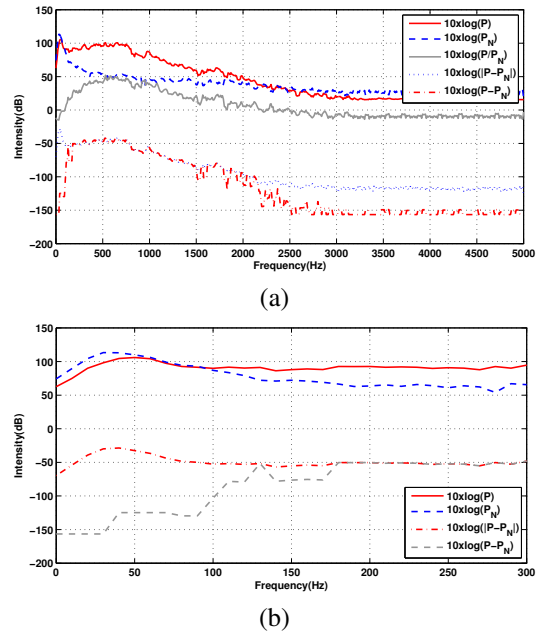 150
100
50
0
−50
−100
−150
−200
Intensity(dB)
10xlog(P)
10xlog(P_N)
10xlog(P/P_N)
10xlog(|P−P_N|)
10xlog(P−P_N)
0 500 1000 1500 2000 2500 3000 3500 4000 4500 5000
Frequency(Hz)
(a)
150
100
50
0
−50
−100
−150
−200
Intensity(dB)
10xlog(P)
10xlog(P_N)
10xlog(|P−P_N|)
10xlog(P−P_N)
0 50 100 150 200 250 300
Frequency(Hz)
(b)